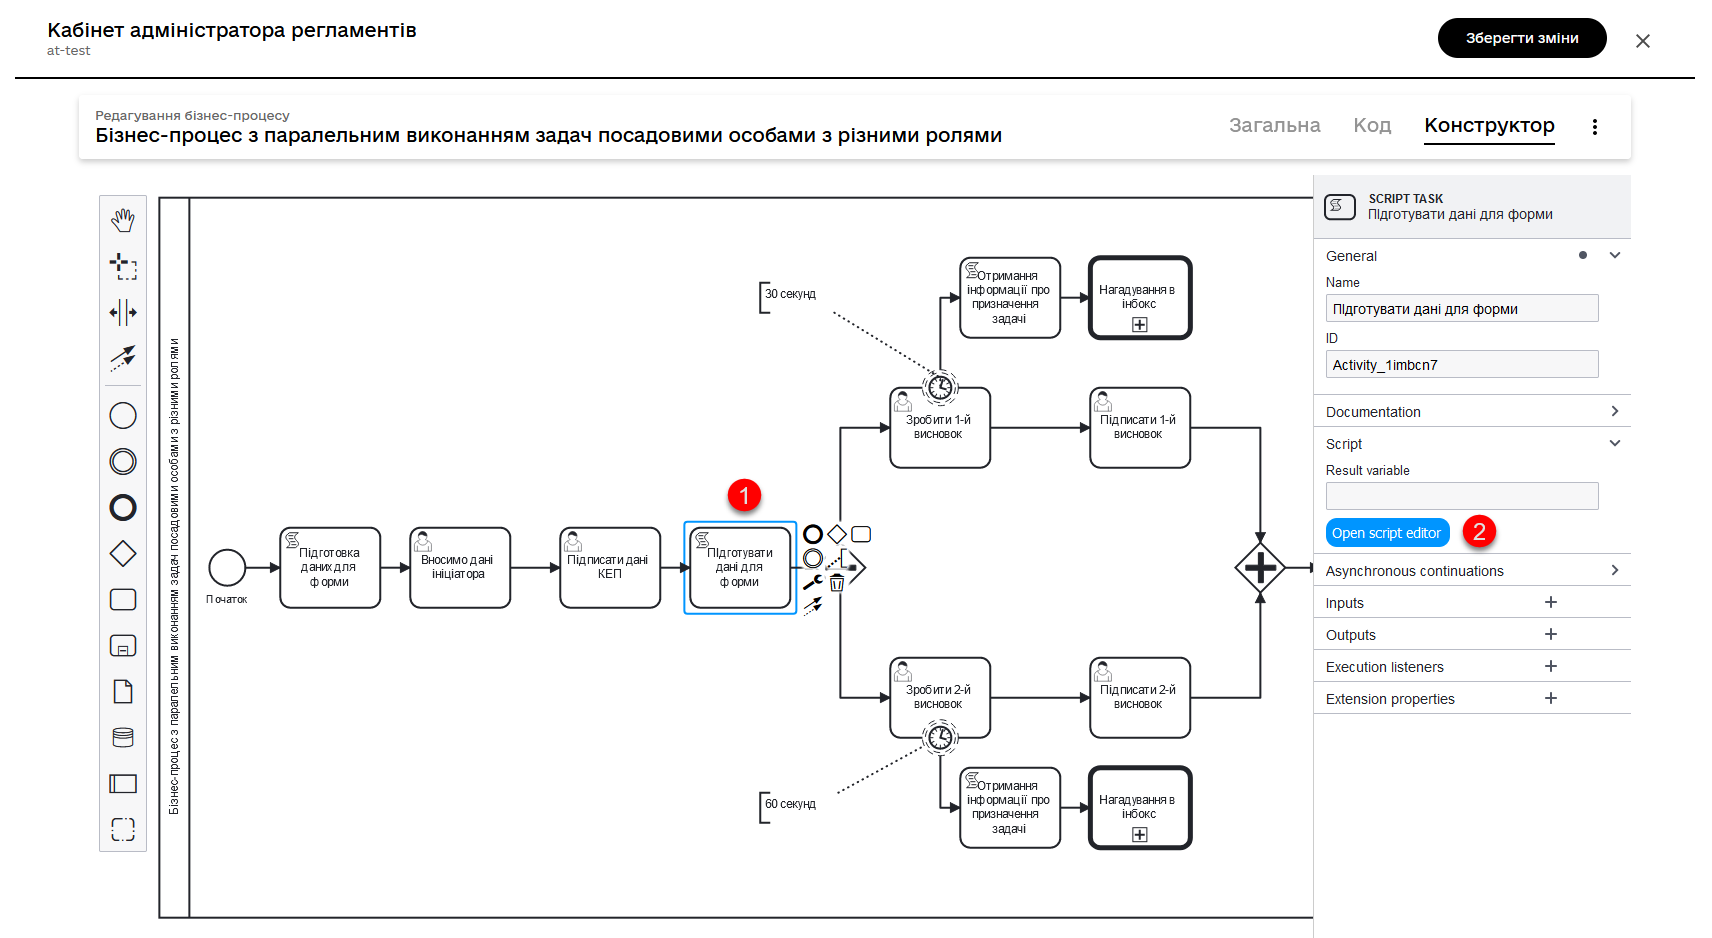 Кабінет адміністратора регламентів
at-test
Зберегти зміни
Редагування бізнес-процесу
Бізнес-процес з паралельним виконанням задач посадовими особами з різними ролями
Загальна
Код
Конструктор
Бізнес-процес з паралельним виконанням задач посадовими особами з різними ролями
Початок
Підготовка
даних для
форми
Вносимо дані
ініціатора
Підписати дані
КЕП
1
Підготувати
дані для
форми
30 секунд
Отримання
інформації про
призначення
задачі
Нагадування в
інбокс
Зробити 1-й
висновок
Підписати 1-й
висновок
Зробити 2-й
висновок
Підписати 2-й
висновок
60 секунд
Отримання
інформації про
призначення
задачі
Нагадування в
інбокс
SCRIPT TASK
Підготувати дані для форми
General
Name
Підготувати дані для форми
ID
Activity_1imbcn7
Documentation
Script
Result variable
Open script editor
2
Asynchronous continuations
Inputs
Outputs
Execution listeners
Extension properties